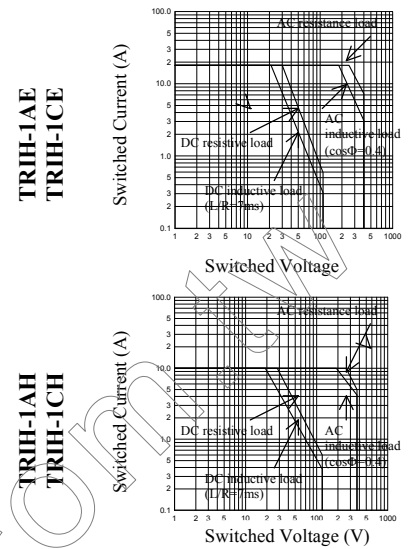 TRIH-1AE
TRIH-1CE
Switched Current (A)
100.0
5
3
2
10.0
5
3
2
1.0
5
3
2
0.1
AC resistance load
DC resistive load
AC
inductive load
(cosΦ=0.4)
DC inductive load
(L/R=7ms)
1 2 3 5 10 2 3 5 100 2 3 5 1000
Switched Voltage
TRIH-1AH
TRIH-1CH
Switched Current (A)
100.0
5
3
2
10.0
5
3
2
1.0
5
3
2
0.1
AC resistance load
DC resistive load
AC
inductive load
(cosΦ=0.4)
DC inductive load
(L/R=7ms)
1 2 3 5 10 2 3 5 100 2 3 5 1000
Switched Voltage (V)